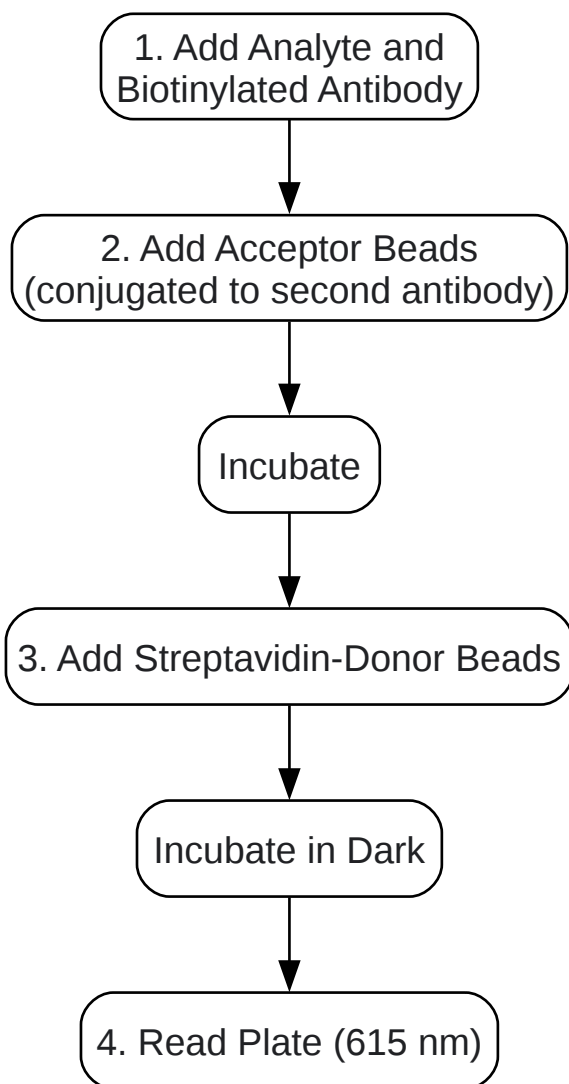 1. Add Analyte and
Biotinylated Antibody
2. Add Acceptor Beads
(conjugated to second antibody)
Incubate
3. Add Streptavidin-Donor Beads
Incubate in Dark
4. Read Plate (615 nm)